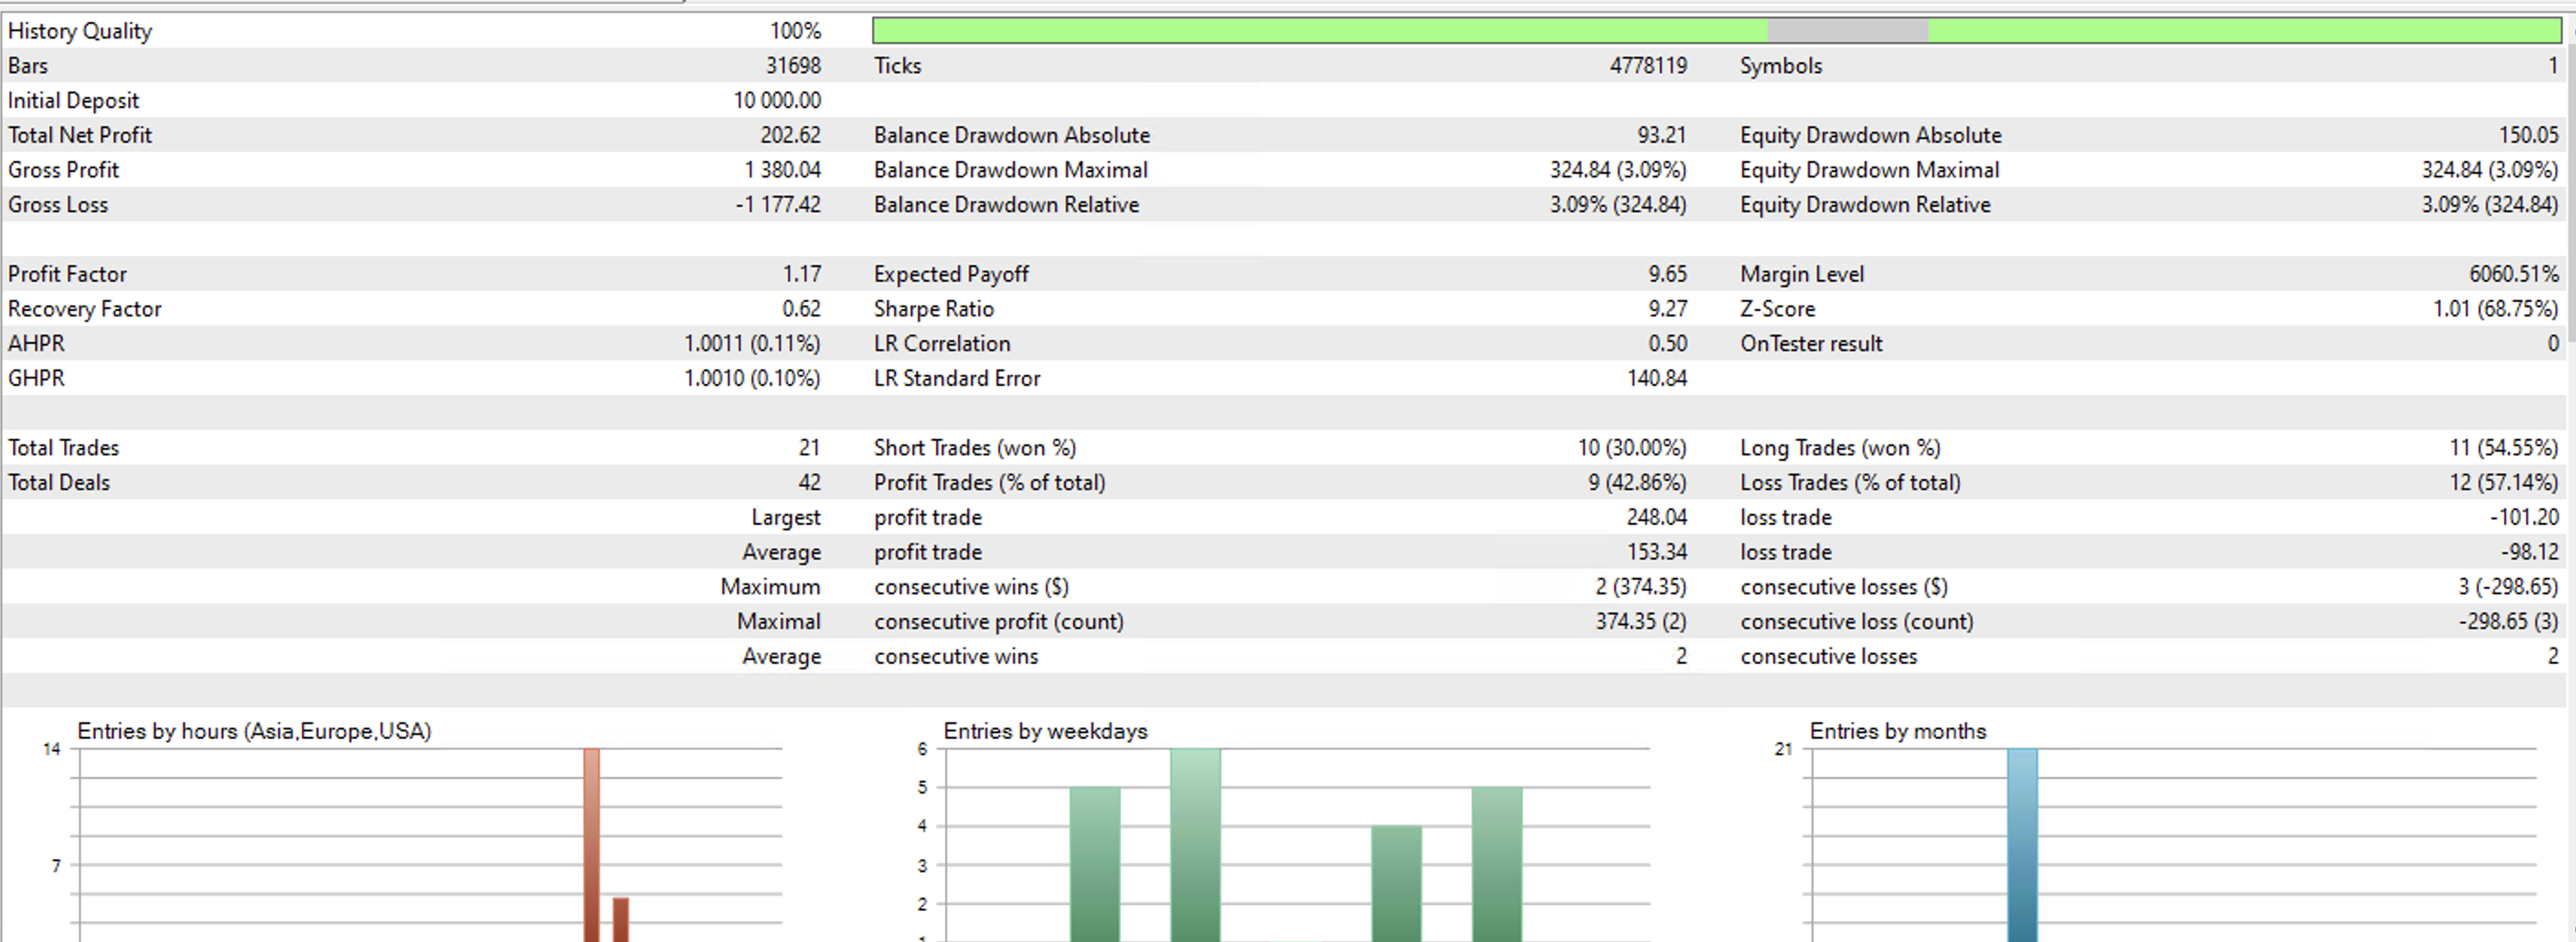 History Quality 100%
Bars 31698 Ticks 4778119 Symbols 1
Initial Deposit 10 000.00
Total Net Profit 202.62 Balance Drawdown Absolute 93.21 Equity Drawdown Absolute 150.05
Gross Profit 1 380.04 Balance Drawdown Maximal 324.84 (3.09%) Equity Drawdown Maximal 324.84 (3.09%)
Gross Loss -1 177.42 Balance Drawdown Relative 3.09% (324.84) Equity Drawdown Relative 3.09% (324.84)
Profit Factor 1.17 Expected Payoff 9.65 Margin Level 6060.51%
Recovery Factor 0.62 Sharpe Ratio 9.27 Z-Score 1.01 (68.75%)
AHPR 1.0011 (0.11%) LR Correlation 0.50 OnTester result 0
GHPR 1.0010 (0.10%) LR Standard Error 140.84
Total Trades 21 Short Trades (won %) 10 (30.00%) Long Trades (won %) 11 (54.55%)
Total Deals 42 Profit Trades (% of total) 9 (42.86%) Loss Trades (% of total) 12 (57.14%)
Largest profit trade 248.04 loss trade -101.20
Average profit trade 153.34 loss trade -98.12
Maximum consecutive wins ($) 2 (374.35) consecutive losses ($) 3 (-298.65)
Maximal consecutive profit (count) 374.35 (2) consecutive loss (count) -298.65 (3)
Average consecutive wins 2 consecutive losses 2
Entries by hours (Asia,Europe,USA) Entries by weekdays Entries by months
14 6 21
5
4
7 3
2
1